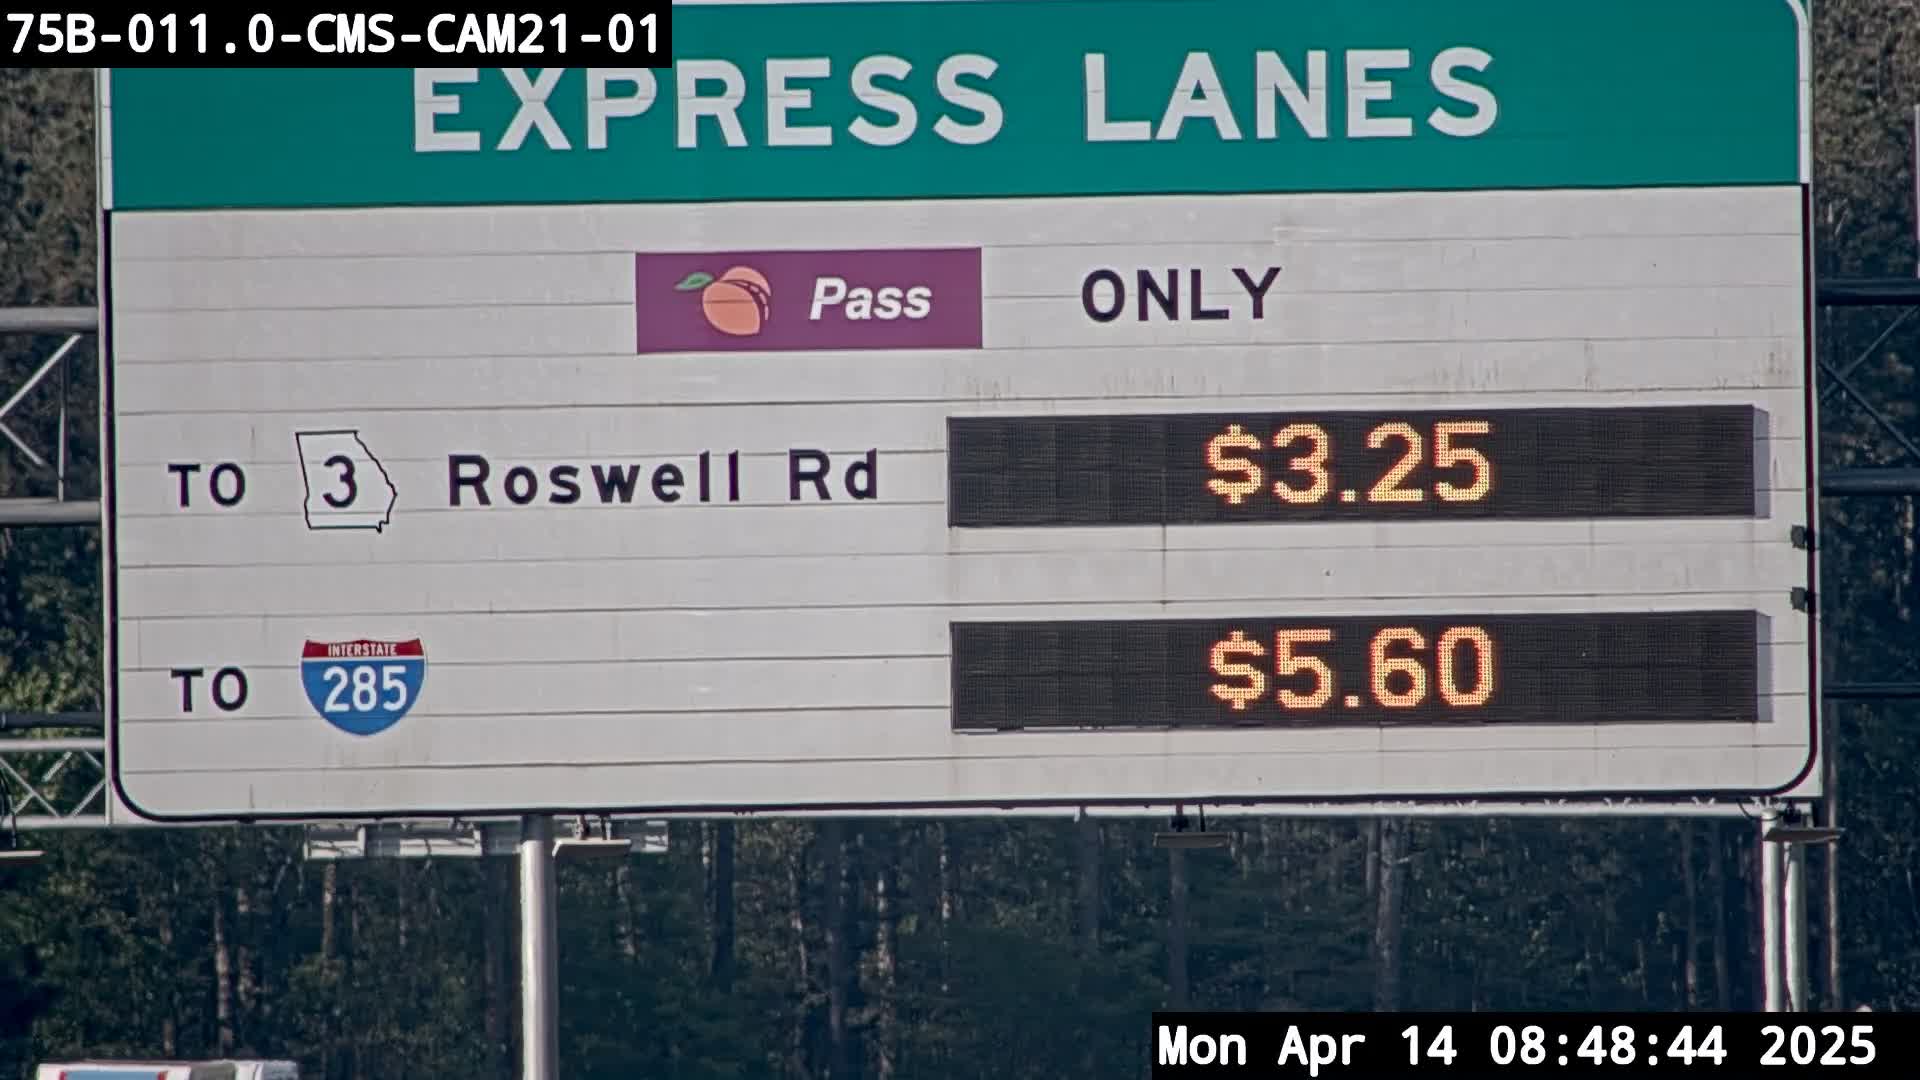 75B-011.0-CMS-CAM21-01
EXPRESS LANES
Pass ONLY
TO 3 Roswell Rd $3.25
INTERSTATE
TO 285 $5.60
Mon Apr 14 08:48:44 2025